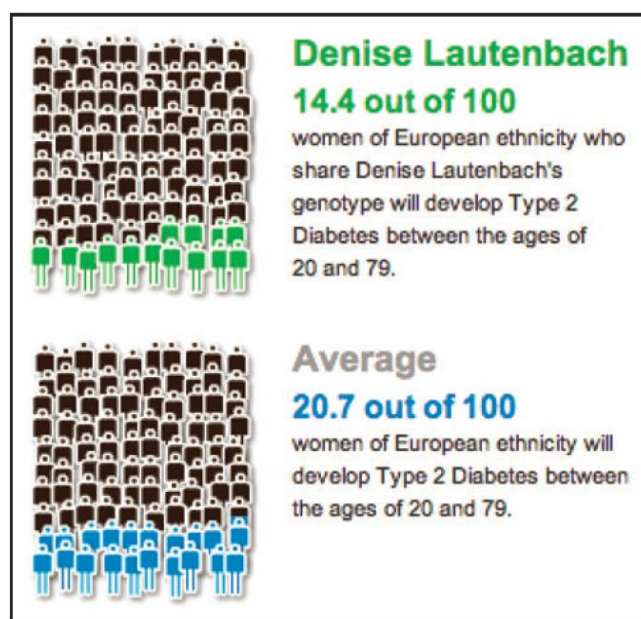 Denise Lautenbach
14.4 out of 100
women of European ethnicity who
share Denise Lautenbach's
genotype will develop Type 2
Diabetes between the ages of
20 and 79.
Average
20.7 out of 100
women of European ethnicity will
develop Type 2 Diabetes between
the ages of 20 and 79.